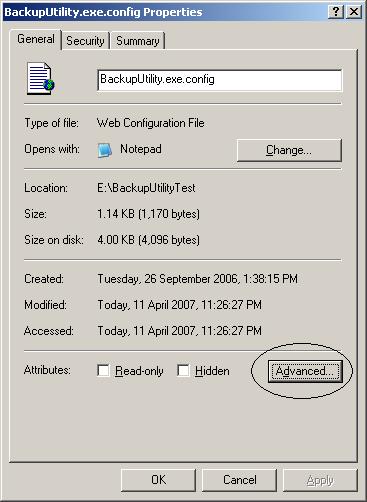 BackupUtility.exe.config Properties
General Security Summary
BackupUtility.exe.config
Type of file: Web Configuration File
Opens with: Notepad Change...
Location: E:\BackupUtilityTest
Size: 1.14 KB (1,170 bytes)
Size on disk: 4.00 KB (4,096 bytes)
Created: Tuesday, 26 September 2006, 1:38:15 PM
Modified: Today, 11 April 2007, 11:26:27 PM
Accessed: Today, 11 April 2007, 11:26:27 PM
Attributes: Read-only Hidden Advanced...
OK Cancel Apply